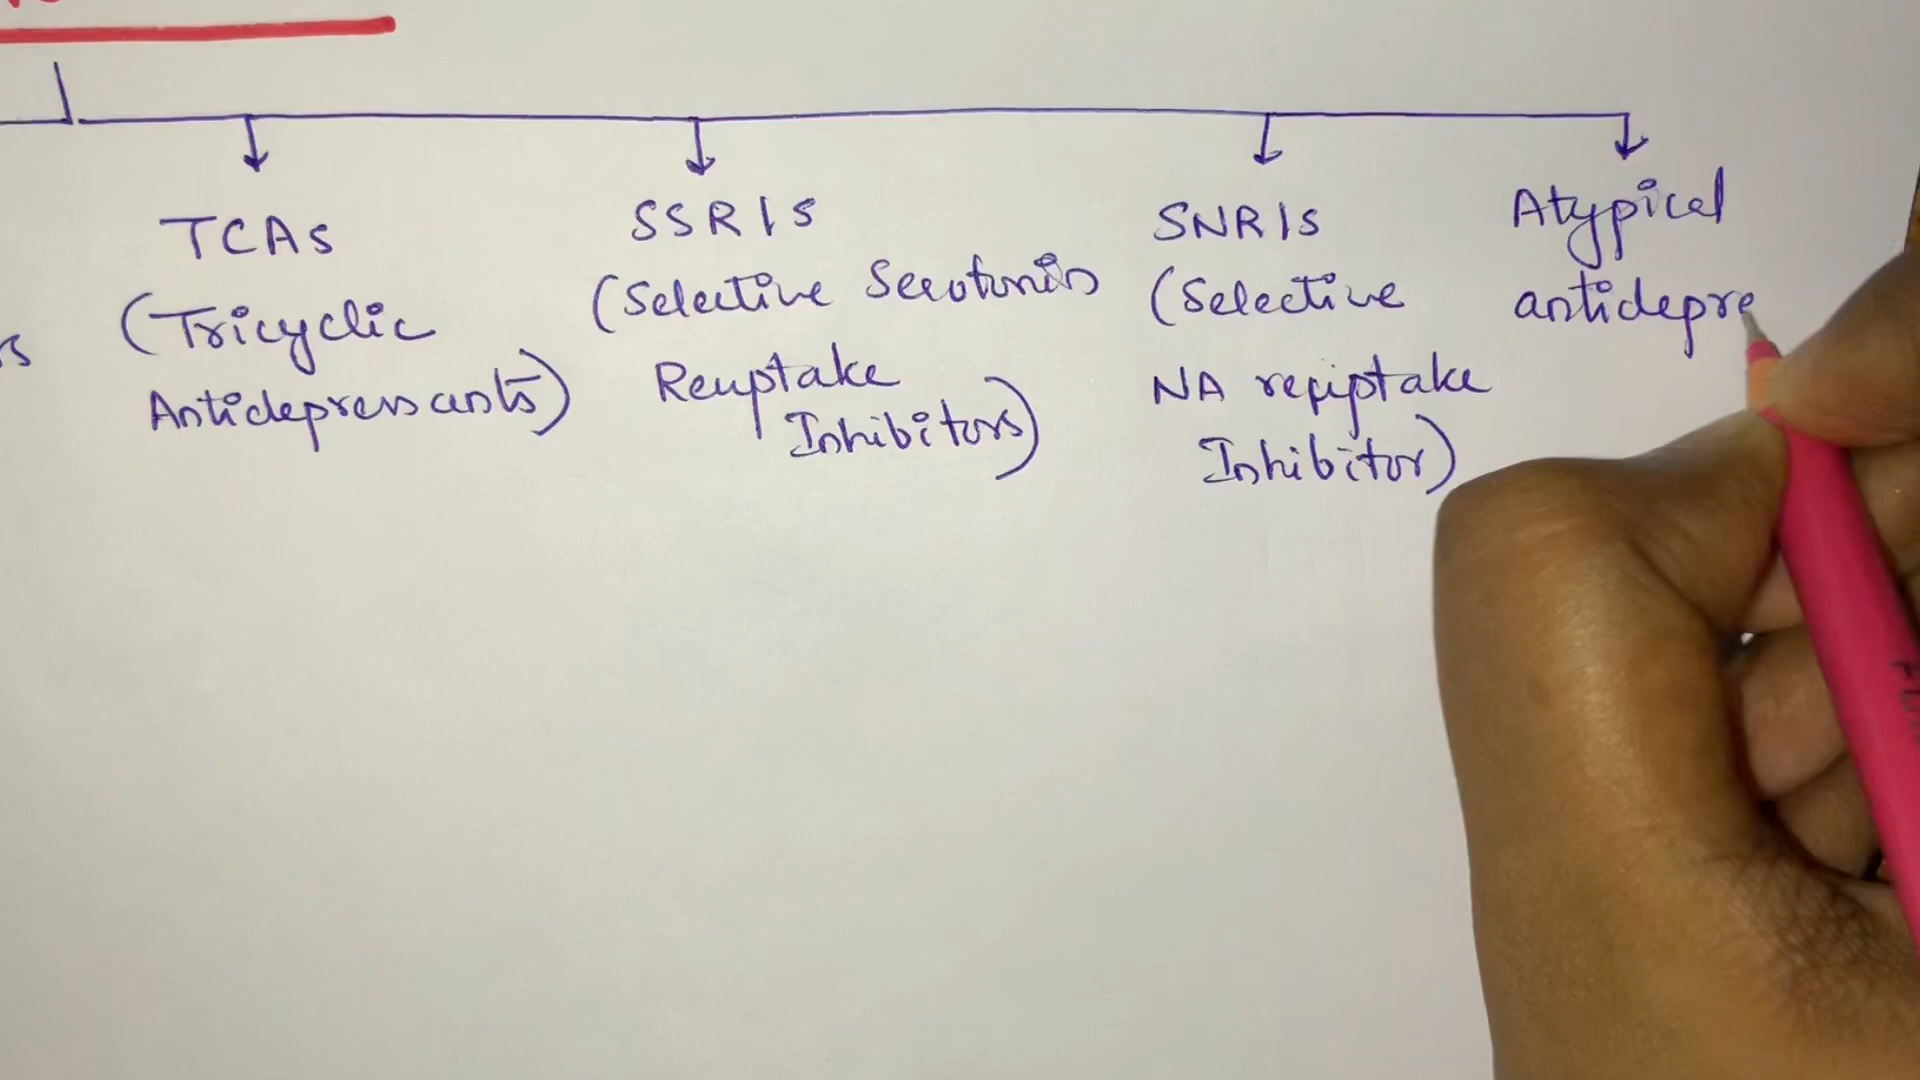 TCAs
(Tricyclic
Antidepressants)
SSRIs
(Selective Serotonin
Reuptake
Inhibitors)
SNRIs
(Selective
NA reuptake
Inhibitor)
Atypical
antidepre